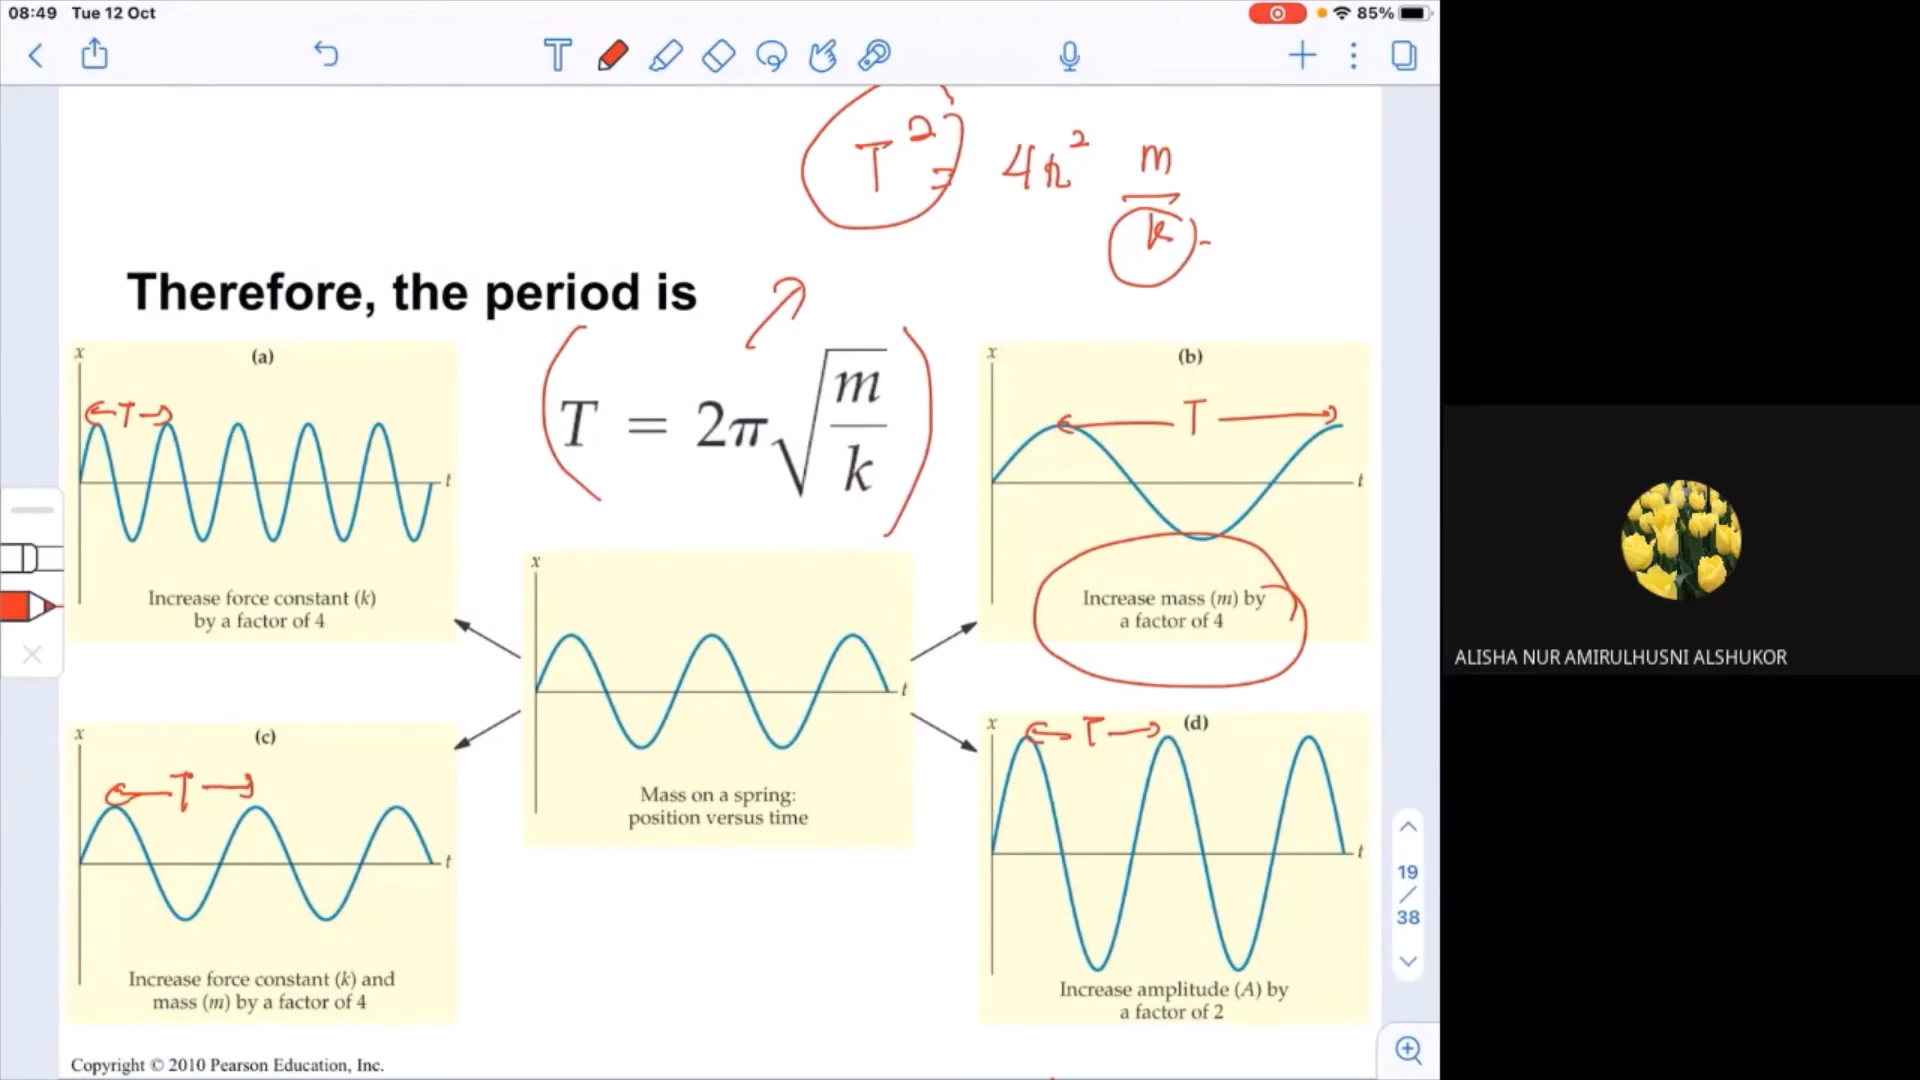 08:49 Tue 12 Oct
85%
T² = 4π² m/k
Therefore, the period is
T = 2π√(m/k)
x
(a)
T
t
Increase force constant (k)
by a factor of 4
x
(b)
T
t
Increase mass (m) by
a factor of 4
x
t
Mass on a spring:
position versus time
x
(c)
T
t
Increase force constant (k) and
mass (m) by a factor of 4
x
(d)
T
t
Increase amplitude (A) by
a factor of 2
19
/
38
ALISHA NUR AMIRULHUSNI ALSHUKOR
Copyright © 2010 Pearson Education, Inc.